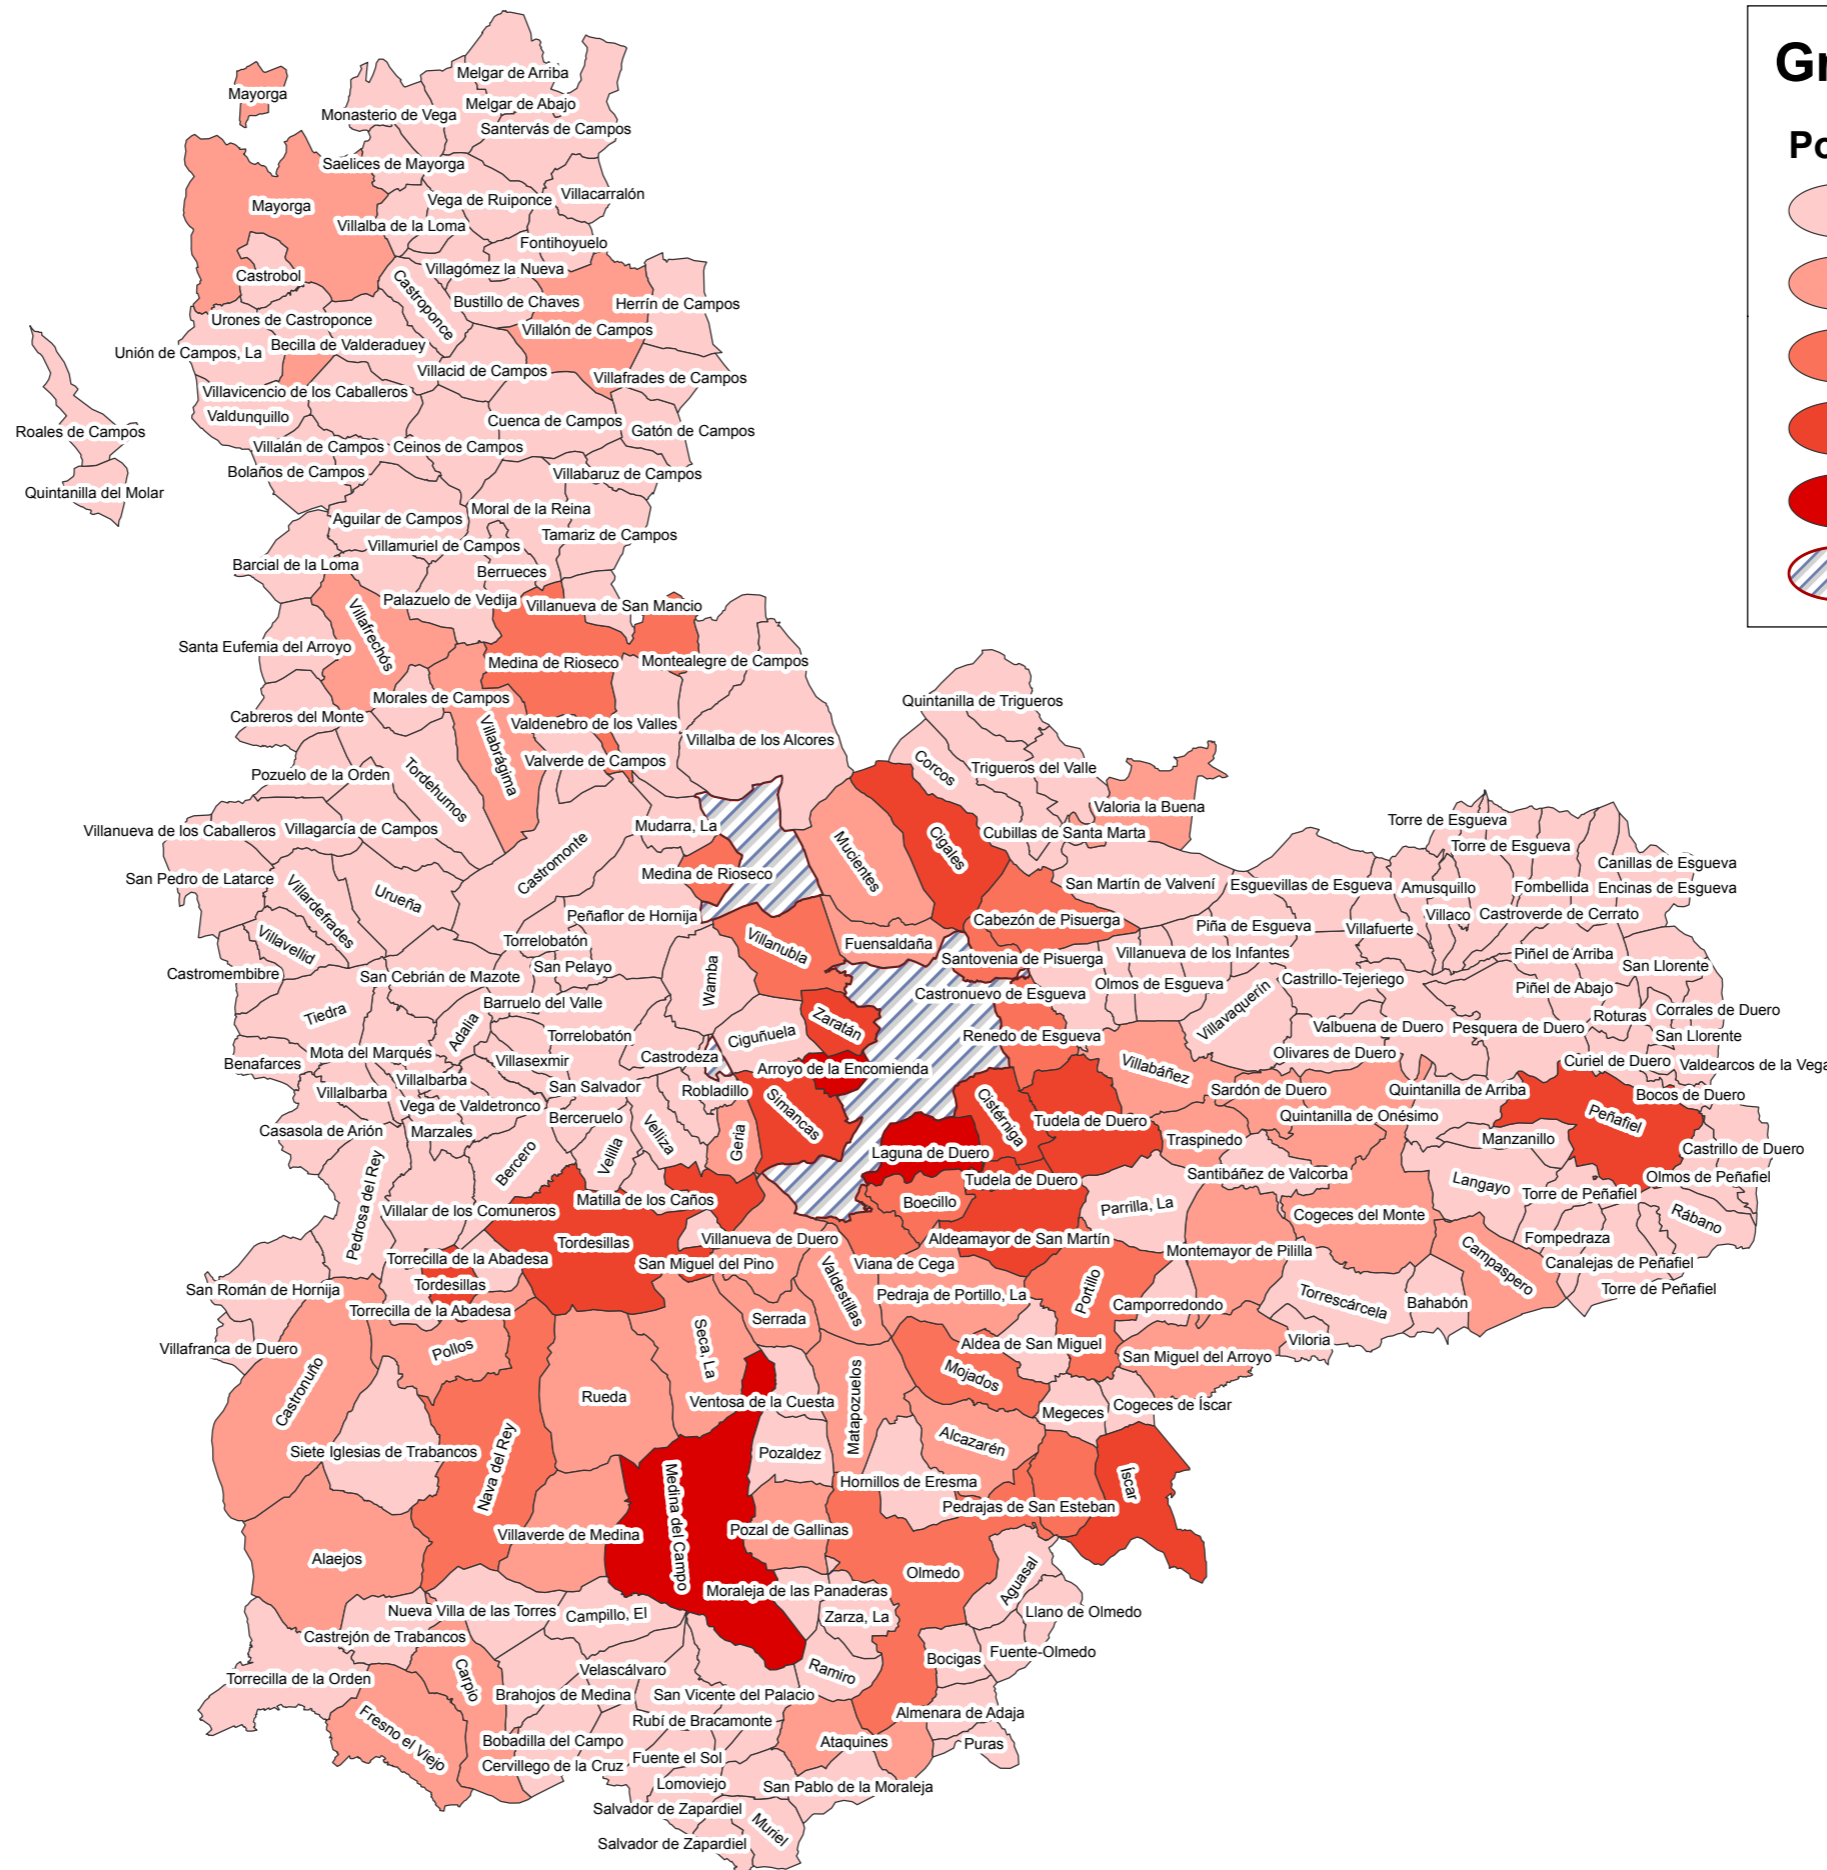 Gr
Po
Melgar de Arriba
Mayorga
Melgar de Abajo
Monasterio de Vega
Santervás de Campos
Saelices de Mayorga
Villacarralón
Vega de Ruiponce
Mayorga
Villalba de la Loma
Fontihoyuelo
Villagómez la Nueva
Castrobol
Castroponce
Bustillo de Chaves
Herrín de Campos
Urones de Castroponce
Villalón de Campos
Becilla de Valderaduey
Unión de Campos, La
Villacid de Campos
Villafrades de Campos
Villavicencio de los Caballeros
Valdunquillo
Cuenca de Campos
Gatón de Campos
Roales de Campos
Villalán de Campos
Ceinos de Campos
Bolaños de Campos
Villabaruz de Campos
Quintanilla del Molar
Moral de la Reina
Aguilar de Campos
Tamariz de Campos
Villamuriel de Campos
Barcial de la Loma
Berrueces
Palazuelo de Vedija
Villanueva de San Mancio
Villafrechós
Santa Eufemia del Arroyo
Medina de Rioseco
Montealegre de Campos
Morales de Campos
Quintanilla de Trigueros
Cabreros del Monte
Valdenebro de los Valles
Villalba de los Alcores
Villabrágima
Valverde de Campos
Corcos
Trigueros del Valle
Pozuelo de la Orden
Tordehumos
Valoria la Buena
Torre de Esgueva
Mudarra, La
Villanueva de los Caballeros
Villagarcía de Campos
Cubillas de Santa Marta
Cigales
Torre de Esgueva
Castromonte
Mucientes
Canillas de Esgueva
Medina de Rioseco
San Pedro de Latarce
San Martín de Valvení
Esguevillas de Esgueva
Amusquillo
Fombellida
Encinas de Esgueva
Urueña
Villardefrades
Peñaflor de Hornija
Cabezón de Pisuerga
Villaco
Castroverde de Cerrato
Piña de Esgueva
Villafuerte
Villavellid
Torrelobatón
Villanubla
Fuensaldaña
Villanueva de los Infantes
Piñel de Arriba
Santovenia de Pisuerga
San Llorente
Castromembibre
San Cebrián de Mazote
San Pelayo
Wamba
Castrillo-Tejeriego
Olmos de Esgueva
Piñel de Abajo
Castronuevo de Esgueva
Barruelo del Valle
Villavaquerín
Corrales de Duero
Tiedra
Roturas
Zaratán
Adalia
Torrelobatón
Ciguñuela
Renedo de Esgueva
Valbuena de Duero
Pesquera de Duero
San Llorente
Mota del Marqués
Castrodeza
Olivares de Duero
Benafarces
Villasexmir
Curiel de Duero
Valdearcos de la Vega
Arroyo de la Encomienda
Villabáñez
Villalbarba
San Salvador
Robladillo
Sardón de Duero
Quintanilla de Arriba
Villalbarba
Bocos de Duero
Vega de Valdetronco
Simancas
Cistérniga
Quintanilla de Onésimo
Peñafiel
Berceruelo
Tudela de Duero
Casasola de Arión
Marzales
Velliza
Geria
Traspinedo
Manzanillo
Velilla
Laguna de Duero
Castrillo de Duero
Bercero
Santibáñez de Valcorba
Tudela de Duero
Olmos de Peñafiel
Langayo
Torre de Peñafiel
Matilla de los Caños
Boecillo
Parrilla, La
Pedrosa del Rey
Villalar de los Comuneros
Cogeces del Monte
Rábano
Villanueva de Duero
Aldeamayor de San Martín
Fompedraza
Tordesillas
Montemayor de Pililla
Torrecilla de la Abadesa
San Miguel del Pino
Viana de Cega
Canalejas de Peñafiel
Campaspero
Tordesillas
San Román de Hornija
Valdestillas
Portillo
Torre de Peñafiel
Pedraja de Portillo, La
Camporredondo
Torrescárcela
Bahabón
Torrecilla de la Abadesa
Serrada
Villafranca de Duero
Pollos
Seca, La
Aldea de San Miguel
Viloria
San Miguel del Arroyo
Castronuño
Mojados
Rueda
Ventosa de la Cuesta
Matapozuelos
Megeces
Cogeces de Íscar
Siete Iglesias de Trabancos
Pozaldez
Alcazarén
Nava del Rey
Hornillos de Eresma
Íscar
Pedrajas de San Esteban
Medina del Campo
Villaverde de Medina
Pozal de Gallinas
Alaejos
Olmedo
Aguasal
Moraleja de las Panaderas
Nueva Villa de las Torres
Campillo, El
Zarza, La
Llano de Olmedo
Castrejón de Trabancos
Fuente-Olmedo
Bocigas
Torrecilla de la Orden
Carpio
Velascálvaro
Ramiro
Brahojos de Medina
San Vicente del Palacio
Almenara de Adaja
Rubí de Bracamonte
Fresno el Viejo
Bobadilla del Campo
Ataquines
Puras
Cervillego de la Cruz
Fuente el Sol
Lomoviejo
San Pablo de la Moraleja
Salvador de Zapardiel
Muriel
Salvador de Zapardiel